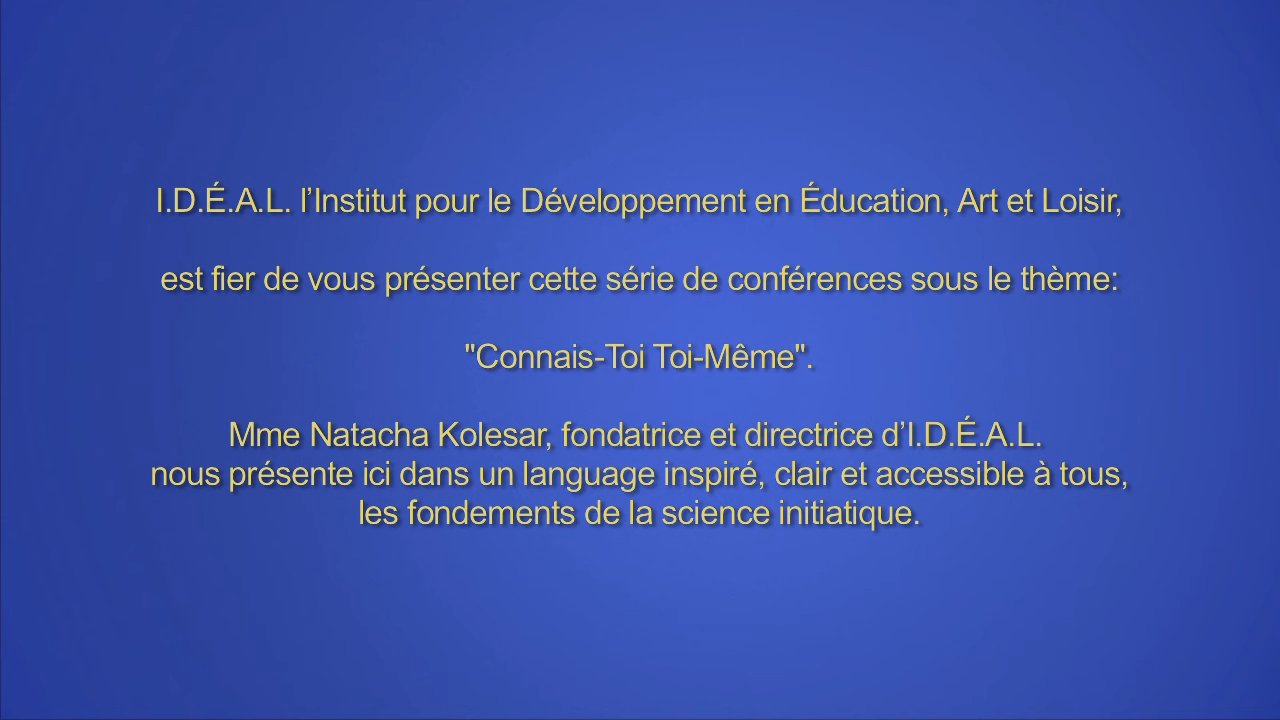 I.D.É.A.L. l’Institut pour le Développement en Éducation, Art et Loisir,
est fier de vous présenter cette série de conférences sous le thème:
"Connais-Toi Toi-Même".
Mme Natacha Kolesar, fondatrice et directrice d’I.D.É.A.L.
nous présente ici dans un language inspiré, clair et accessible à tous,
les fondements de la science initiatique.